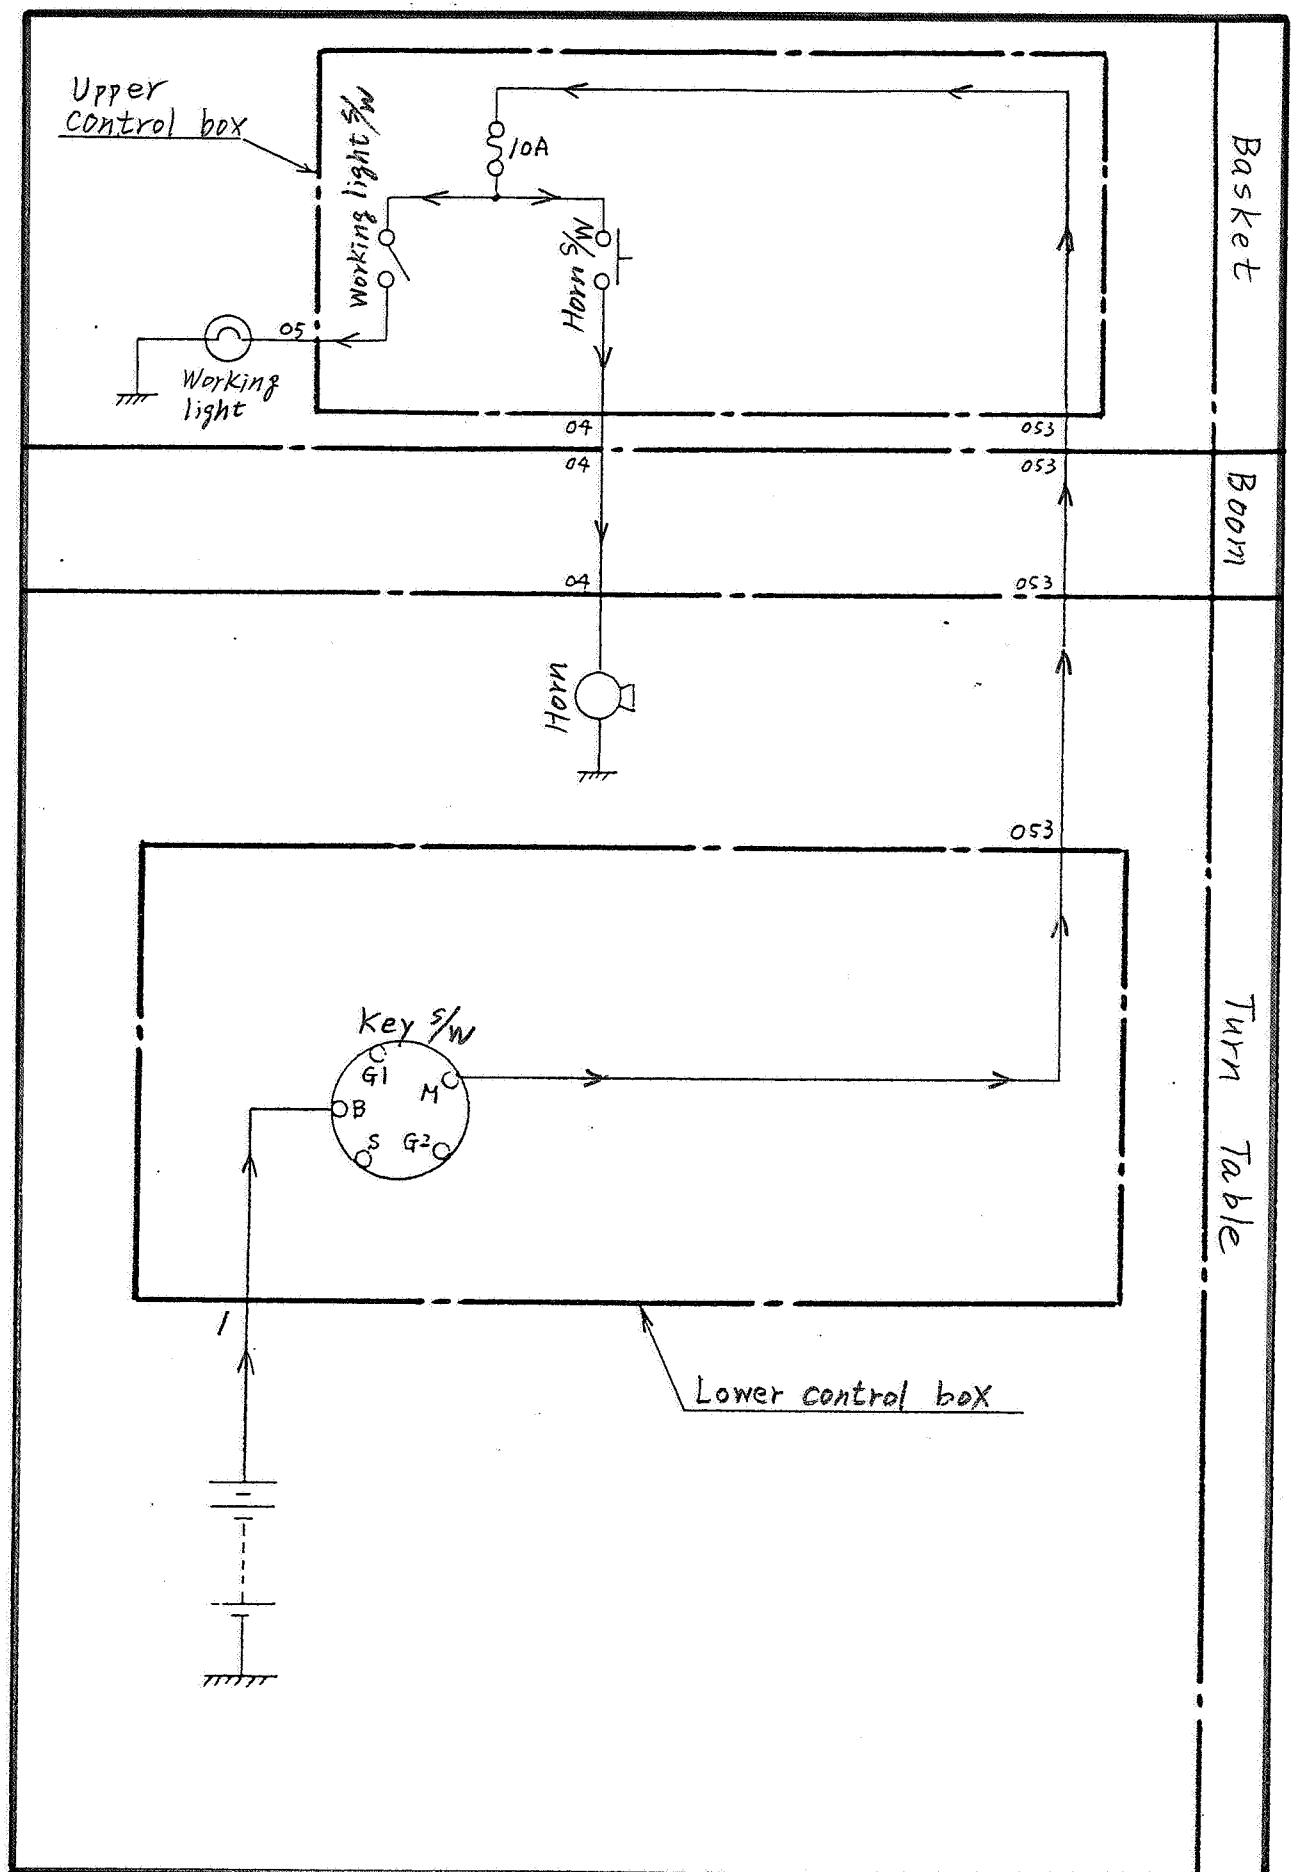 Upper
control box
Working light S/W
10A
Horn S/W
05
Working
light
04
053
04
053
04
053
Horn
053
Key S/W
G1
M
B
S
G2
1
Lower control box
Basket
Boom
Turn Table